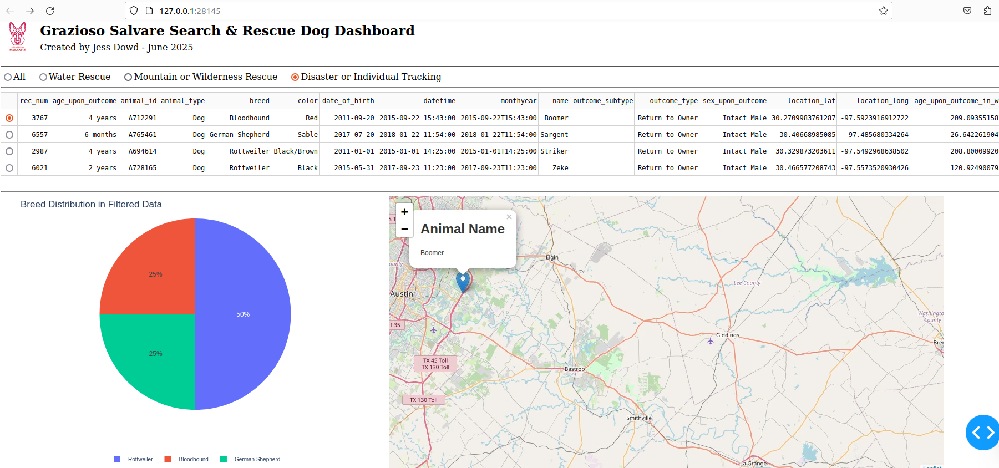 127.0.0.1:28145
SALVARE
Grazioso Salvare Search & Rescue Dog Dashboard
Created by Jess Dowd - June 2025
All Water Rescue Mountain or Wilderness Rescue Disaster or Individual Tracking
rec_num age_upon_outcome animal_id animal_type breed color date_of_birth datetime monthyear name outcome_subtype outcome_type sex_upon_outcome location_lat location_long age_upon_outcome_in_w
3767 4 years A712291 Dog Bloodhound Red 2011-09-20 2015-09-22 15:43:00 2015-09-22T15:43:00 Boomer Return to Owner Intact Male 30.2709983761287 -97.5923916912722 209.09355158
6557 6 months A765461 Dog German Shepherd Sable 2017-07-20 2018-01-22 11:54:00 2018-01-22T11:54:00 Sargent Return to Owner Intact Male 30.40668985085 -97.485680334264 26.642261904
2987 4 years A694614 Dog Rottweiler Black/Brown 2011-01-01 2015-01-01 14:25:00 2015-01-01T14:25:00 Striker Return to Owner Intact Male 30.329873203611 -97.5492968638502 208.80009920
6021 2 years A728165 Dog Rottweiler Black 2015-05-31 2017-09-23 11:23:00 2017-09-23T11:23:00 Zeke Return to Owner Intact Male 30.466577208743 -97.5573520930426 120.92490079
Breed Distribution in Filtered Data
25%
50%
25%
Rottweiler Bloodhound German Shepherd
+
−
×
Animal Name
Boomer
Elgin
ounty
Lee County
Austin
I 35
Washingto
County
Giddings
Brer
TX 45 Toll
TX 130 Toll
Bastrop
TX 130 Toll
Smithville
La Grange